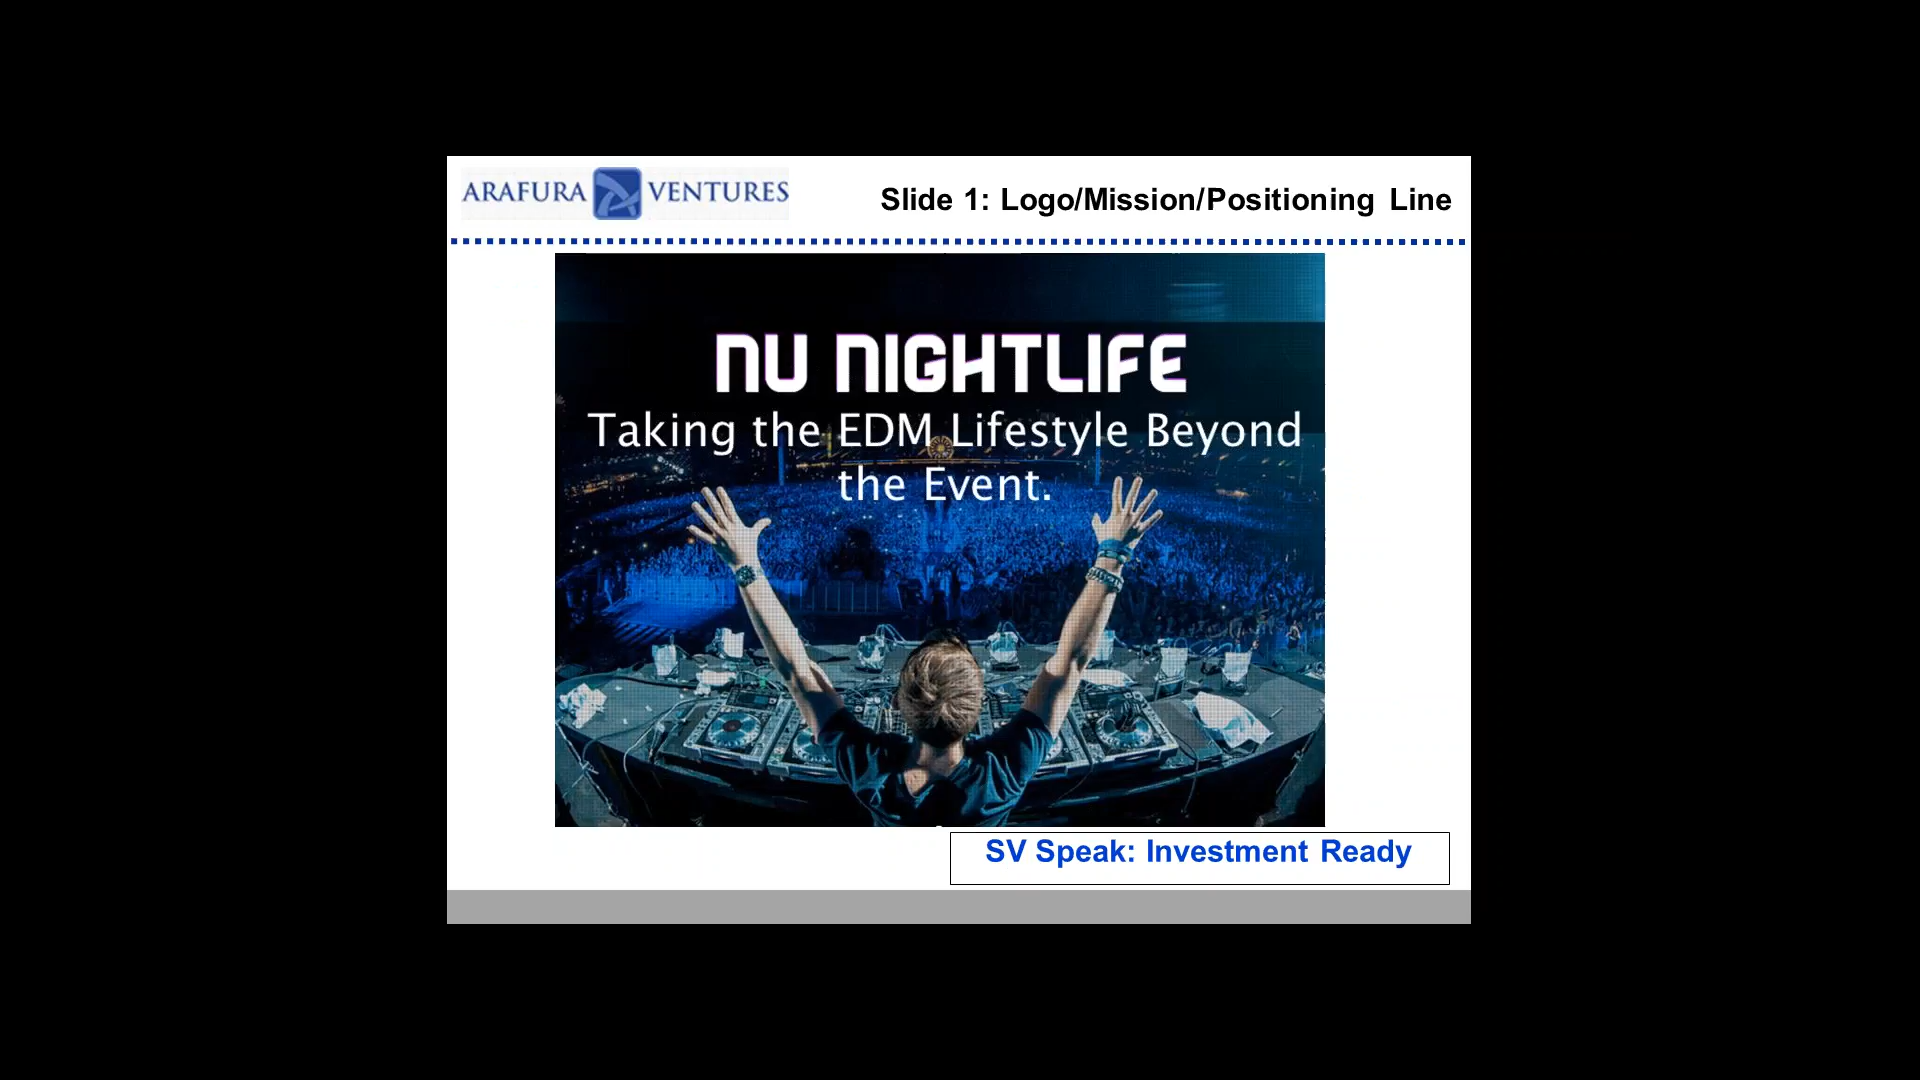 ARAFURA VENTURES
Slide 1: Logo/Mission/Positioning Line
NU NIGHTLIFE
Taking the EDM Lifestyle Beyond
the Event.
SV Speak: Investment Ready